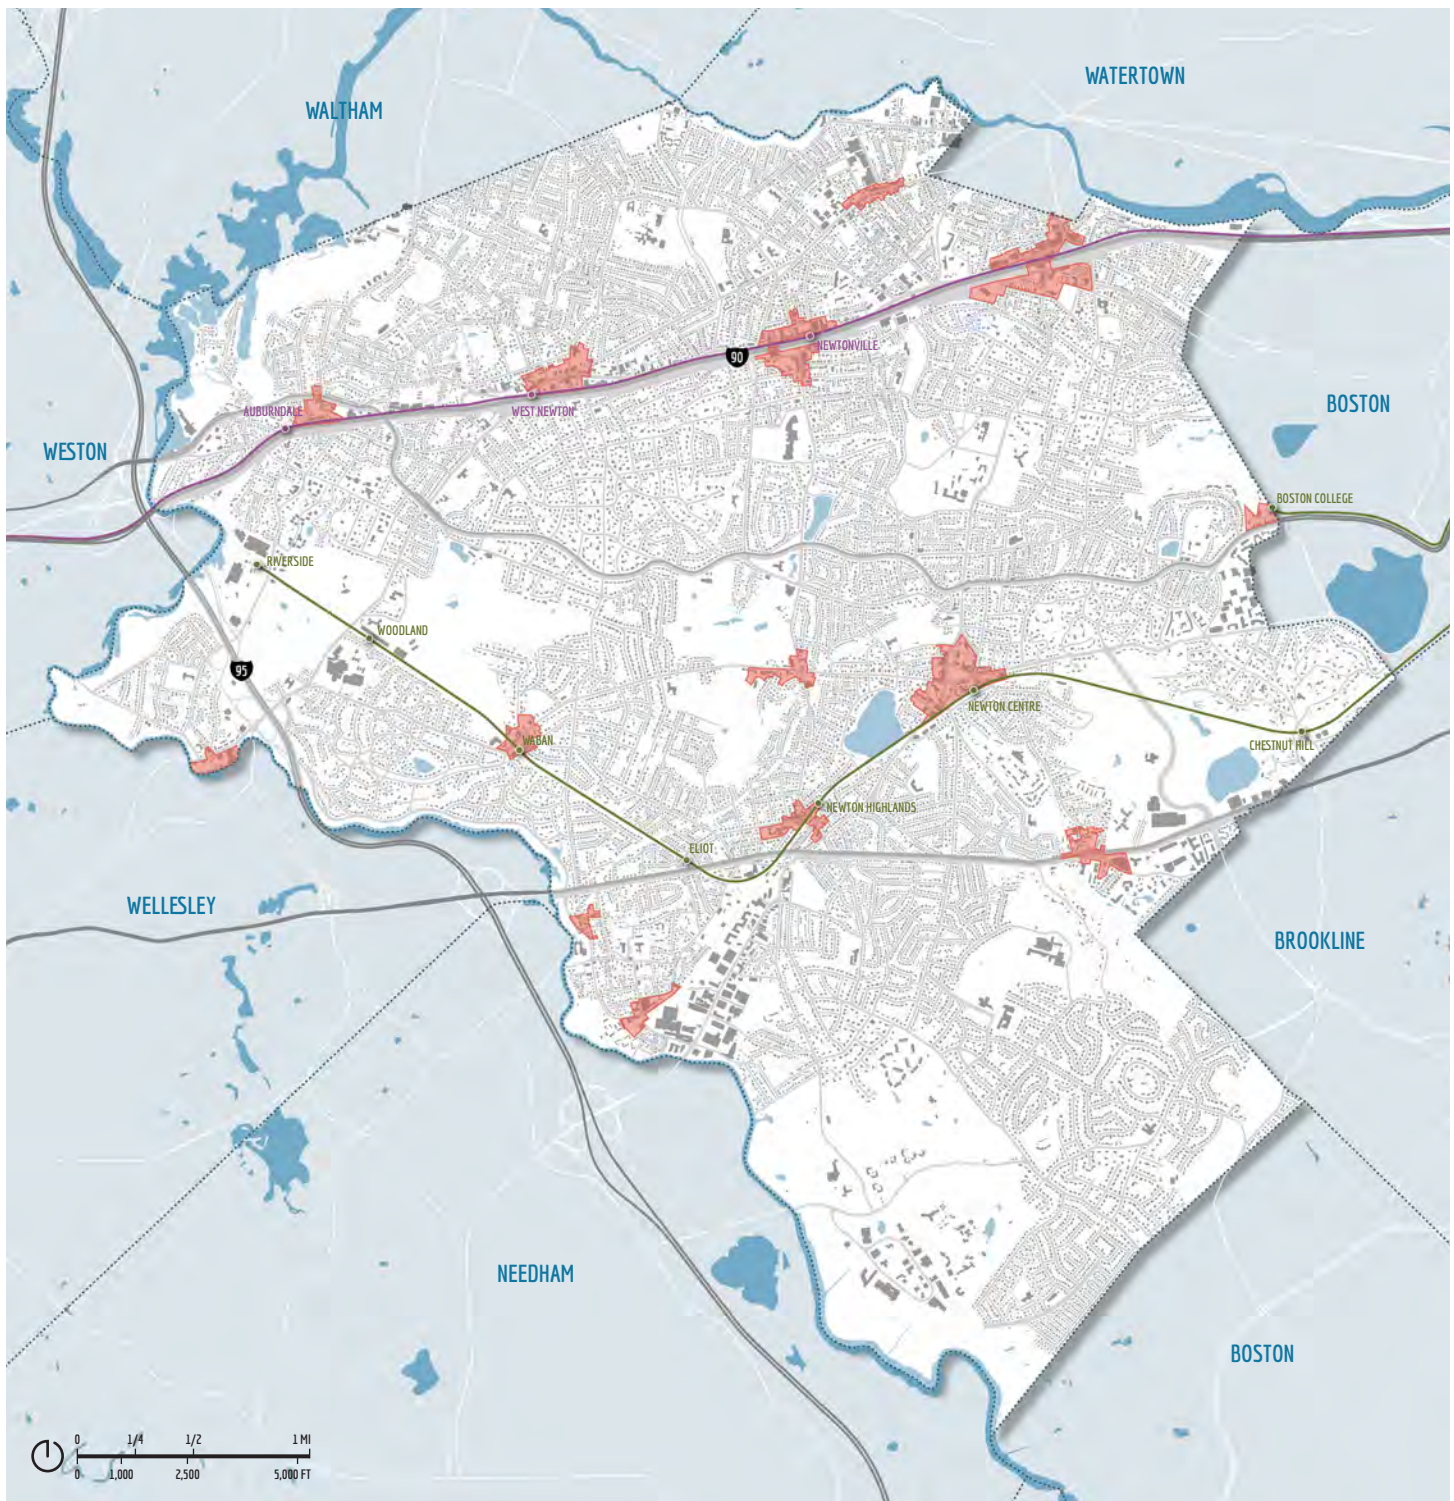 WATERTOWN
WALTHAM
NEWTONVILLE
90
BOSTON
WEST NEWTON
AUBURNDALE
WESTON
BOSTON COLLEGE
RIVERSIDE
WOODLAND
95
NEWTON CENTRE
WABAN
CHESTNUT HILL
NEWTON HIGHLANDS
ELIOT
WELLESLEY
BROOKLINE
NEEDHAM
BOSTON
0 1/4 1/2 1 MI
0 1,000 2,500 5,000 FT